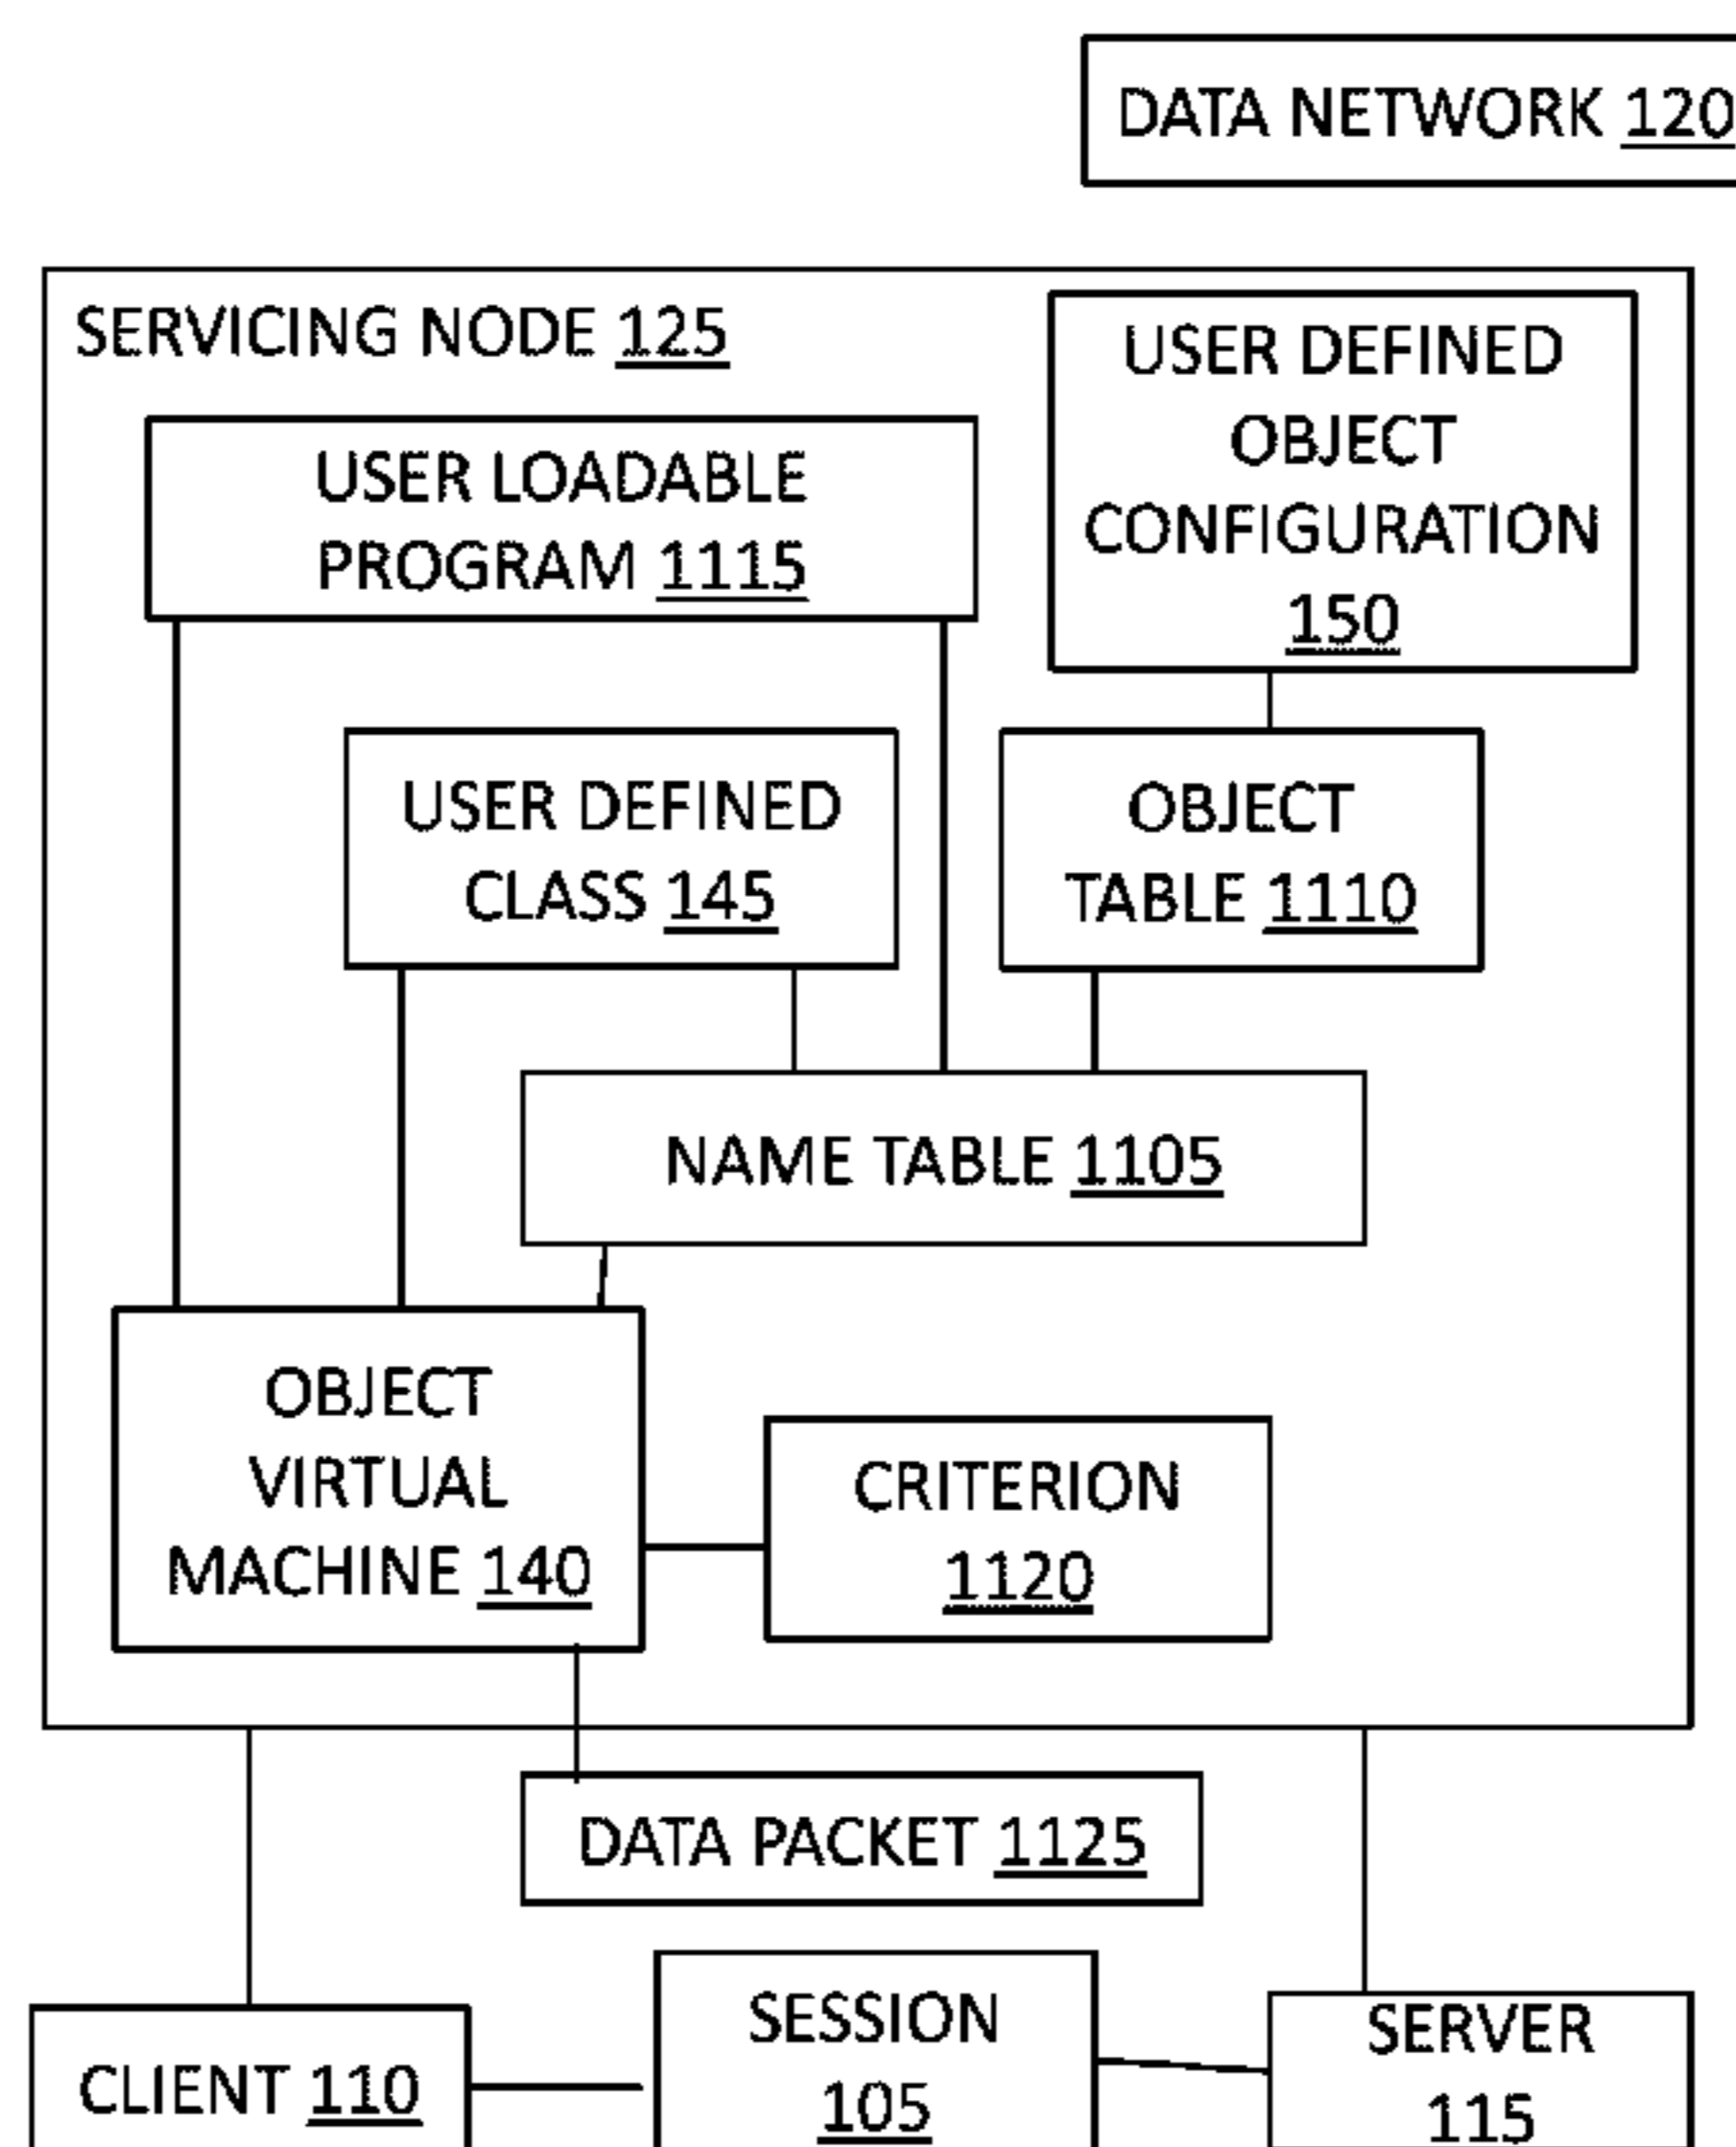 DATA NETWORK 120
SERVICING NODE 125
USER DEFINED
OBJECT
CONFIGURATION
150
USER LOADABLE
PROGRAM 1115
USER DEFINED
CLASS 145
OBJECT
TABLE 1110
NAME TABLE 1105
OBJECT
VIRTUAL
MACHINE 140
CRITERION
1120
DATA PACKET 1125
CLIENT 110
SESSION
105
SERVER
115